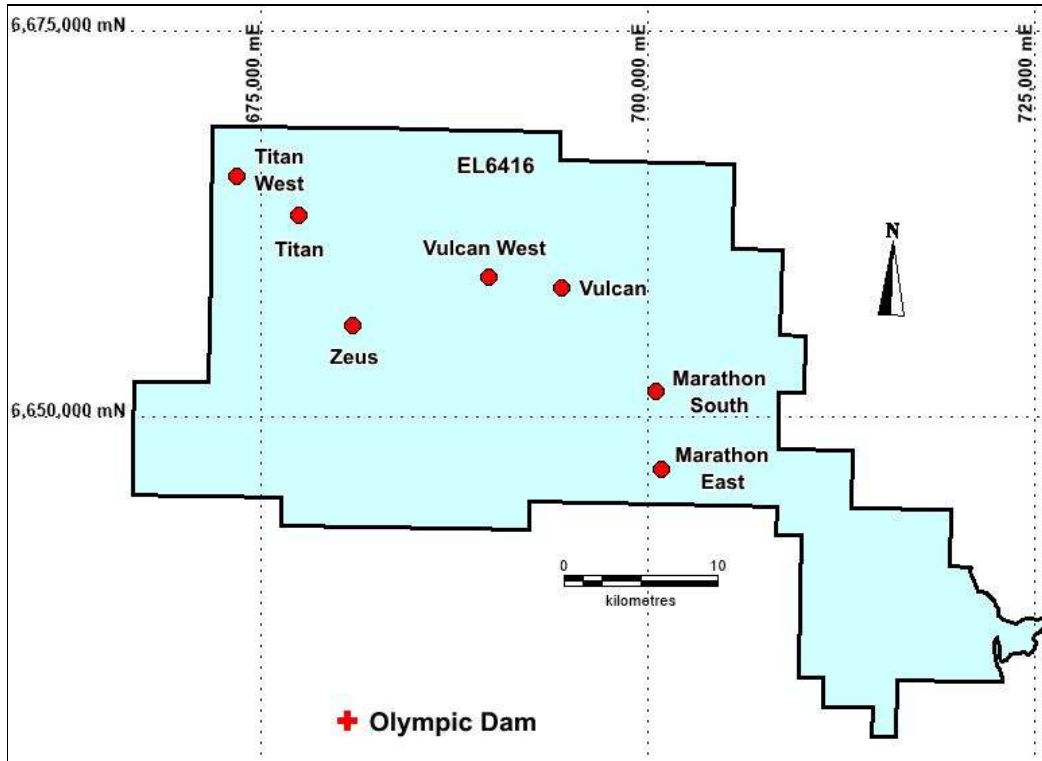 6,675,000 mN
675,000 mE
700,000 mE
725,000 mE
EL6416
Titan
West
Titan
Vulcan West
Vulcan
N
Zeus
Marathon
South
6,650,000 mN
Marathon
East
0 10
kilometres
Olympic Dam